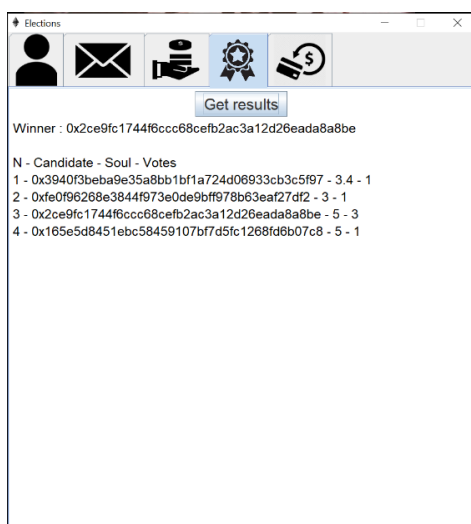 Elections
Get results
Winner : 0x2ce9fc1744f6ccc68cefb2ac3a12d26eada8a8be
N - Candidate - Soul - Votes
1 - 0x3940f3beba9e35a8bb1bf1a724d06933cb3c5f97 - 3.4 - 1
2 - 0xfe0f96268e3844f973e0de9bff978b63eaf27df2 - 3 - 1
3 - 0x2ce9fc1744f6ccc68cefb2ac3a12d26eada8a8be - 5 - 3
4 - 0x165e5d8451ebc58459107bf7d5fc1268fd6b07c8 - 5 - 1